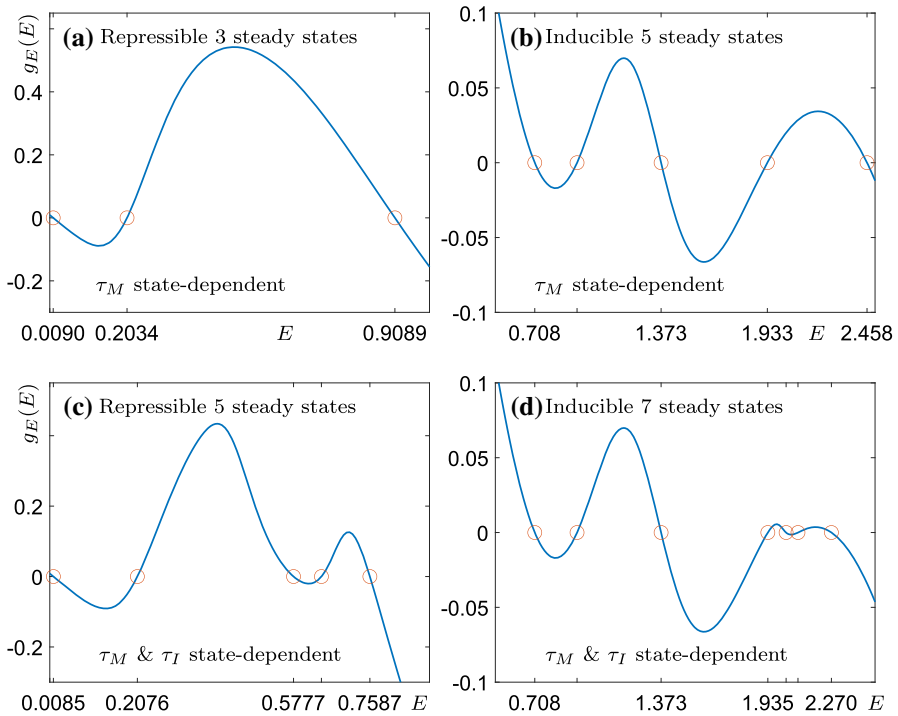 (a) Repressible 3 steady states
g_E(E)
0.4
0.2
0
-0.2
τ_M state-dependent
0.0090 0.2034 E 0.9089
(b) Inducible 5 steady states
0.1
0.05
0
-0.05
-0.1
τ_M state-dependent
0.708 1.373 1.933 E 2.458
(c) Repressible 5 steady states
g_E(E)
0.2
0
-0.2
τ_M & τ_I state-dependent
0.0085 0.2076 0.5777 0.7587 E
(d) Inducible 7 steady states
0.1
0.05
0
-0.05
-0.1
τ_M & τ_I state-dependent
0.708 1.373 1.935 2.270 E